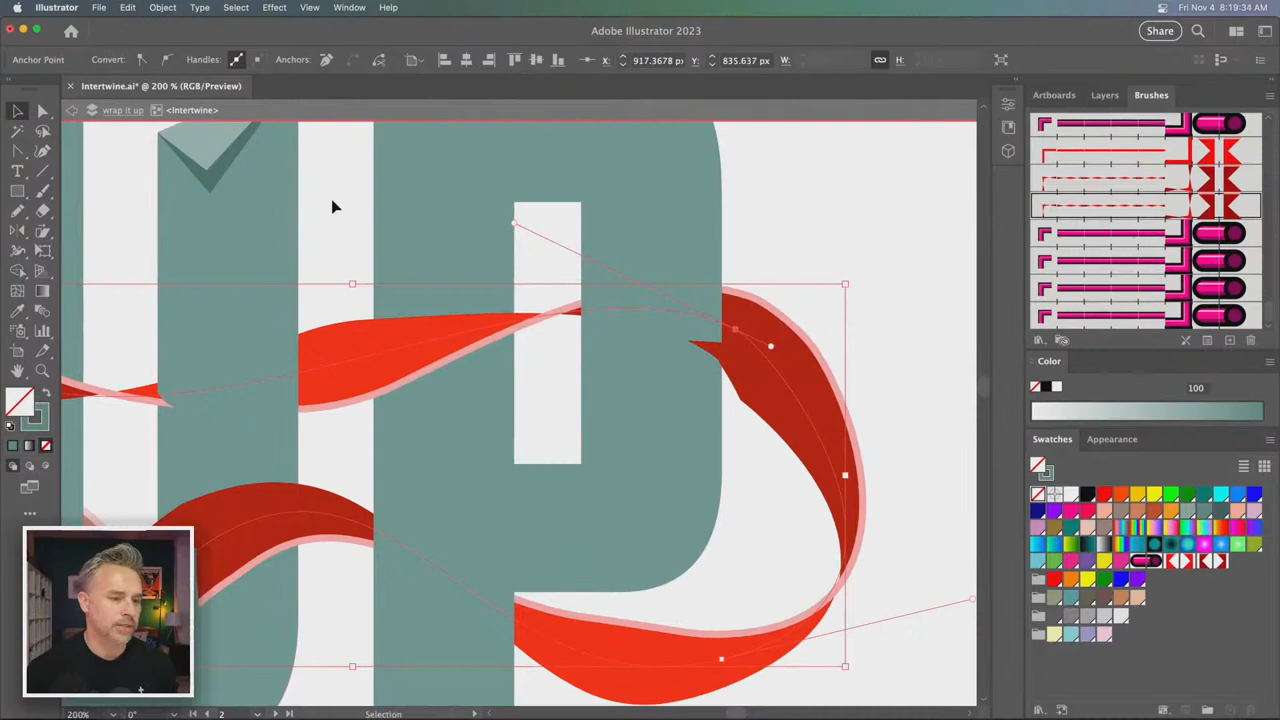 Illustrator File Edit Object Type Select Effect View Window Help Fri Nov 4 8:19:34 AM
Adobe Illustrator 2023 Share
Anchor Point Convert: Handles: Anchors: X: 917.3678 px Y: 835.637 px W: H:
Intertwine.ai* @ 200 % (RGB/Preview)
Artboards Layers Brushes
wrap it up <Intertwine>
Color
100
Swatches Appearance
200% 0° 2 Selection